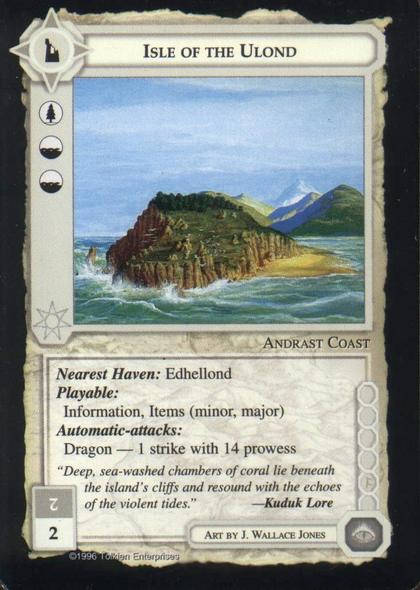 ISLE OF THE ULOND
ANDRAST COAST
Nearest Haven: Edhellond
Playable:
Information, Items (minor, major)
Automatic-attacks:
Dragon — 1 strike with 14 prowess
“Deep, sea-washed chambers of coral lie beneath
the island's cliffs and resound with the echoes
of the violent tides.” —Kuduk Lore
2
2
ART BY J. WALLACE JONES
©1996 Tolkien Enterprises